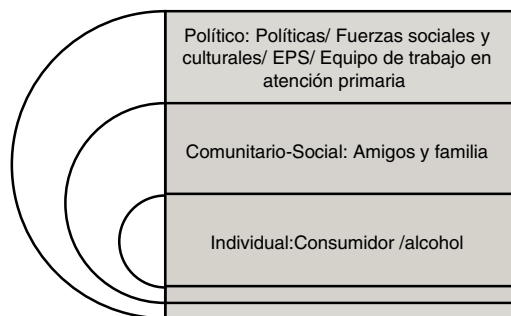 Político: Políticas/ Fuerzas sociales y
culturales/ EPS/ Equipo de trabajo en
atención primaria
Comunitario-Social: Amigos y familia
Individual:Consumidor /alcohol